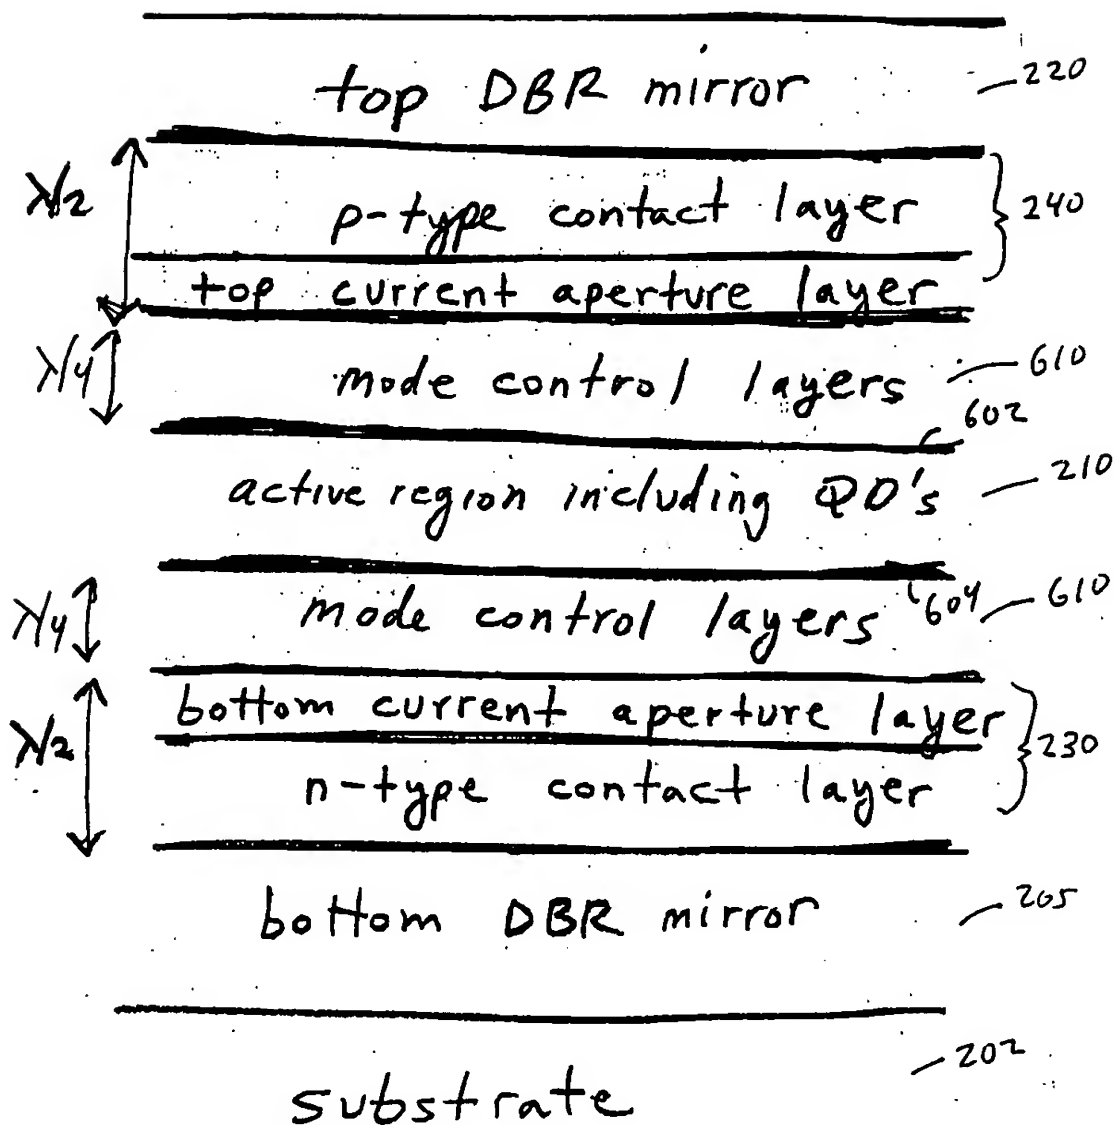 top DBR mirror 220
λ/2 p-type contact layer 240
top current aperture layer
λ/4 mode control layers 610
602
active region including QD's 210
λ/4 mode control layers 604 610
bottom current aperture layer
λ/2 230
n-type contact layer
bottom DBR mirror 205
substrate 202